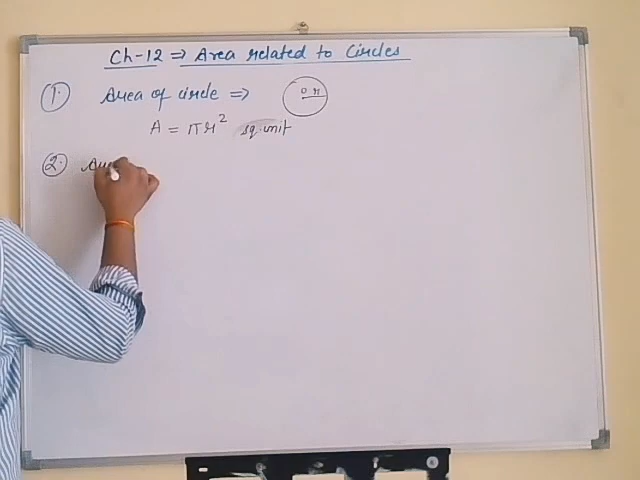 Ch-12 ⇒ Area related to Circles
1. Area of circle ⇒
O r
A = πr² sq. unit
2.